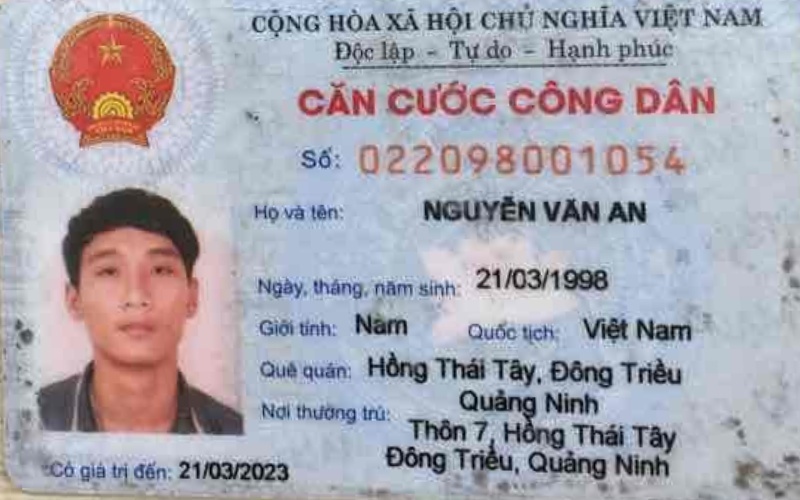 CỘNG HÒA XÃ HỘI CHỦ NGHĨA VIỆT NAM
Độc lập - Tự do - Hạnh phúc
CĂN CƯỚC CÔNG DÂN
Số: 022098001054
Họ và tên: NGUYỄN VĂN AN
Ngày, tháng, năm sinh: 21/03/1998
Giới tính: Nam Quốc tịch: Việt Nam
Quê quán: Hồng Thái Tây, Đông Triều
Quảng Ninh
Nơi thường trú: Thôn 7, Hồng Thái Tây
Đông Triều, Quảng Ninh
Có giá trị đến: 21/03/2023